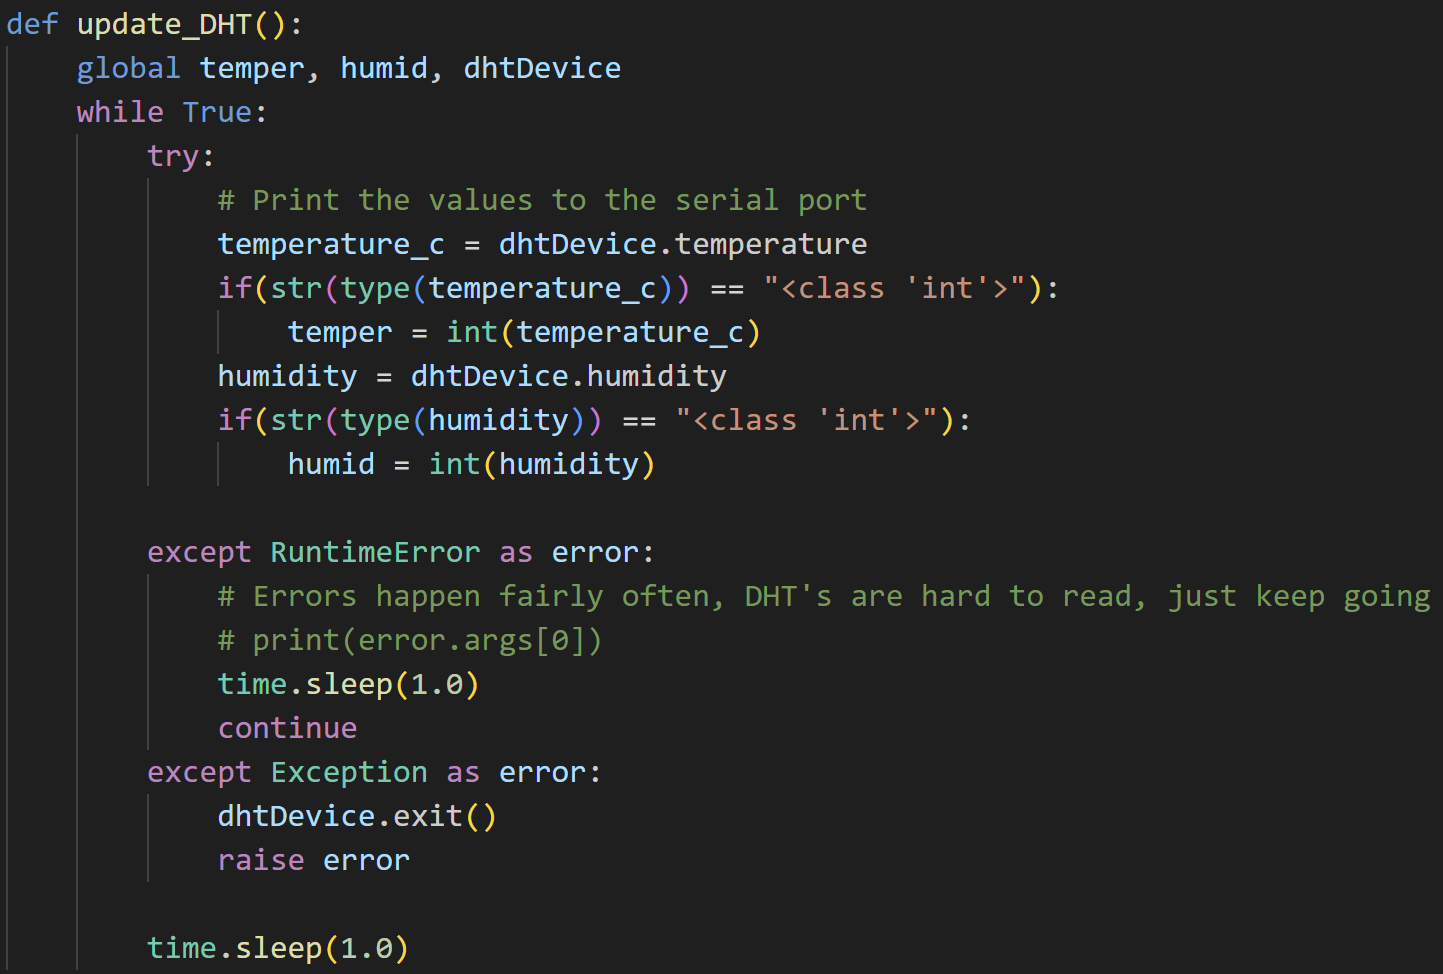 def update_DHT():
    global temper, humid, dhtDevice
    while True:
        try:
            # Print the values to the serial port
            temperature_c = dhtDevice.temperature
            if(str(type(temperature_c)) == "<class 'int'>"):
                temper = int(temperature_c)
            humidity = dhtDevice.humidity
            if(str(type(humidity)) == "<class 'int'>"):
                humid = int(humidity)

        except RuntimeError as error:
            # Errors happen fairly often, DHT's are hard to read, just keep going
            # print(error.args[0])
            time.sleep(1.0)
            continue
        except Exception as error:
            dhtDevice.exit()
            raise error

        time.sleep(1.0)